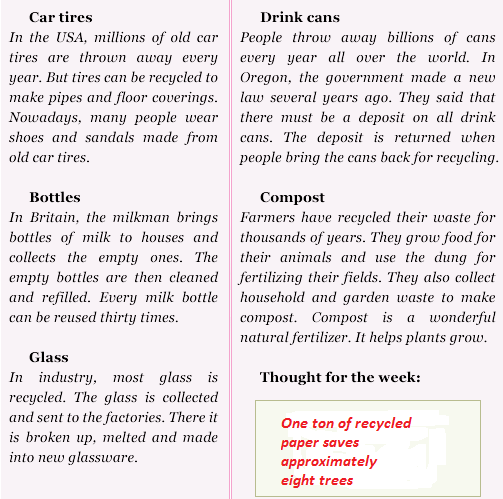 Car tires
In the USA, millions of old car
tires are thrown away every
year. But tires can be recycled to
make pipes and floor coverings.
Nowadays, many people wear
shoes and sandals made from
old car tires.
Bottles
In Britain, the milkman brings
bottles of milk to houses and
collects the empty ones. The
empty bottles are then cleaned
and refilled. Every milk bottle
can be reused thirty times.
Glass
In industry, most glass is
recycled. The glass is collected
and sent to the factories. There it
is broken up, melted and made
into new glassware.
Drink cans
People throw away billions of cans
every year all over the world. In
Oregon, the government made a new
law several years ago. They said that
there must be a deposit on all drink
cans. The deposit is returned when
people bring the cans back for recycling.
Compost
Farmers have recycled their waste for
thousands of years. They grow food for
their animals and use the dung for
fertilizing their fields. They also collect
household and garden waste to make
compost. Compost is a wonderful
natural fertilizer. It helps plants grow.
Thought for the week:
One ton of recycled
paper saves
approximately
eight trees